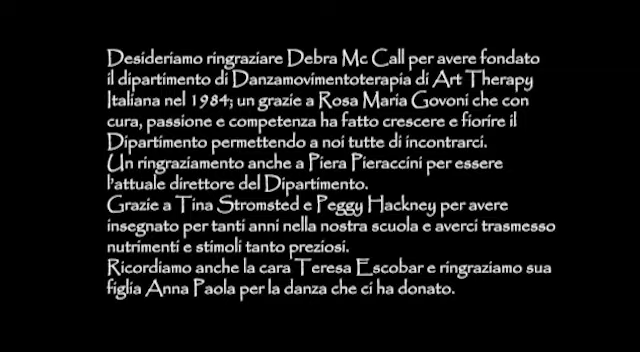 Desideriamo ringraziare Debra Mc Call per avere fondato
il dipartimento di Danzamovimentoterapia di Art Therapy
Italiana nel 1984; un grazie a Rosa Maria Govoni che con
cura, passione e competenza ha fatto crescere e fiorire il
Dipartimento permettendo a noi tutte di incontrarci.
Un ringraziamento anche a Piera Pieraccini per essere
l'attuale direttore del Dipartimento.
Grazie a Tina Stromsted e Peggy Hackney per avere
insegnato per tanti anni nella nostra scuola e averci trasmesso
nutrimenti e stimoli tanto preziosi.
Ricordiamo anche la cara Teresa Escobar e ringraziamo sua
figlia Anna Paola per la danza che ci ha donato.